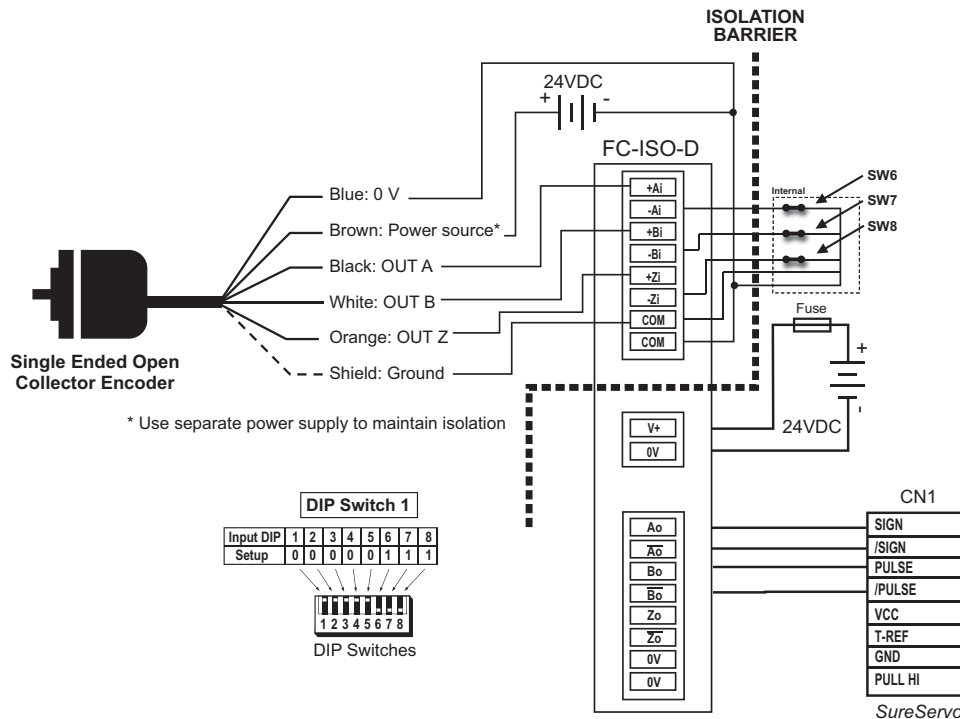 ISOLATION
BARRIER
24VDC
+ -
FC-ISO-D
Blue: 0 V
Brown: Power source*
Black: OUT A
White: OUT B
Orange: OUT Z
Shield: Ground
Single Ended Open
Collector Encoder
* Use separate power supply to maintain isolation
+Ai
-Ai
+Bi
-Bi
+Zi
-Zi
COM
COM
Internal
SW6
SW7
SW8
Fuse
+
-
24VDC
V+
0V
DIP Switch 1
Input DIP 1 2 3 4 5 6 7 8
Setup 0 0 0 0 0 1 1 1
1 2 3 4 5 6 7 8
DIP Switches
Ao
A̅o̅
Bo
B̅o̅
Zo
Z̅o̅
0V
0V
CN1
SIGN
/SIGN
PULSE
/PULSE
VCC
T-REF
GND
PULL HI
SureServo